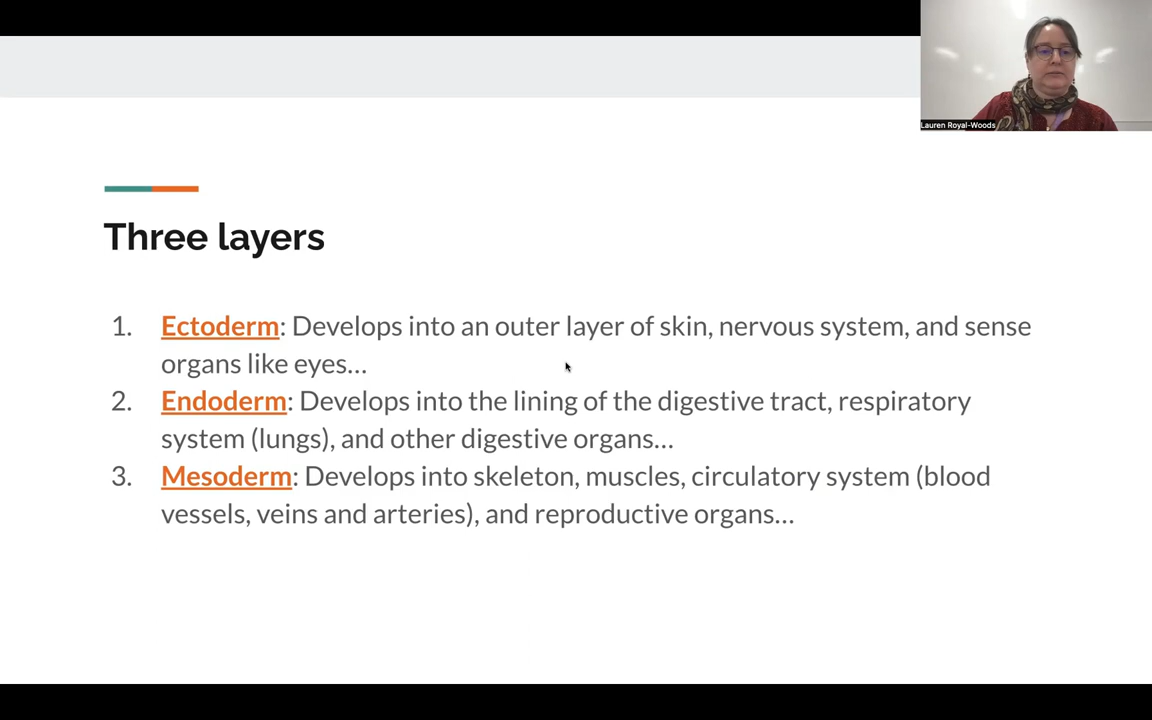 Lauren Royal-Woods
Three layers
1. Ectoderm: Develops into an outer layer of skin, nervous system, and sense
organs like eyes...
2. Endoderm: Develops into the lining of the digestive tract, respiratory
system (lungs), and other digestive organs...
3. Mesoderm: Develops into skeleton, muscles, circulatory system (blood
vessels, veins and arteries), and reproductive organs...